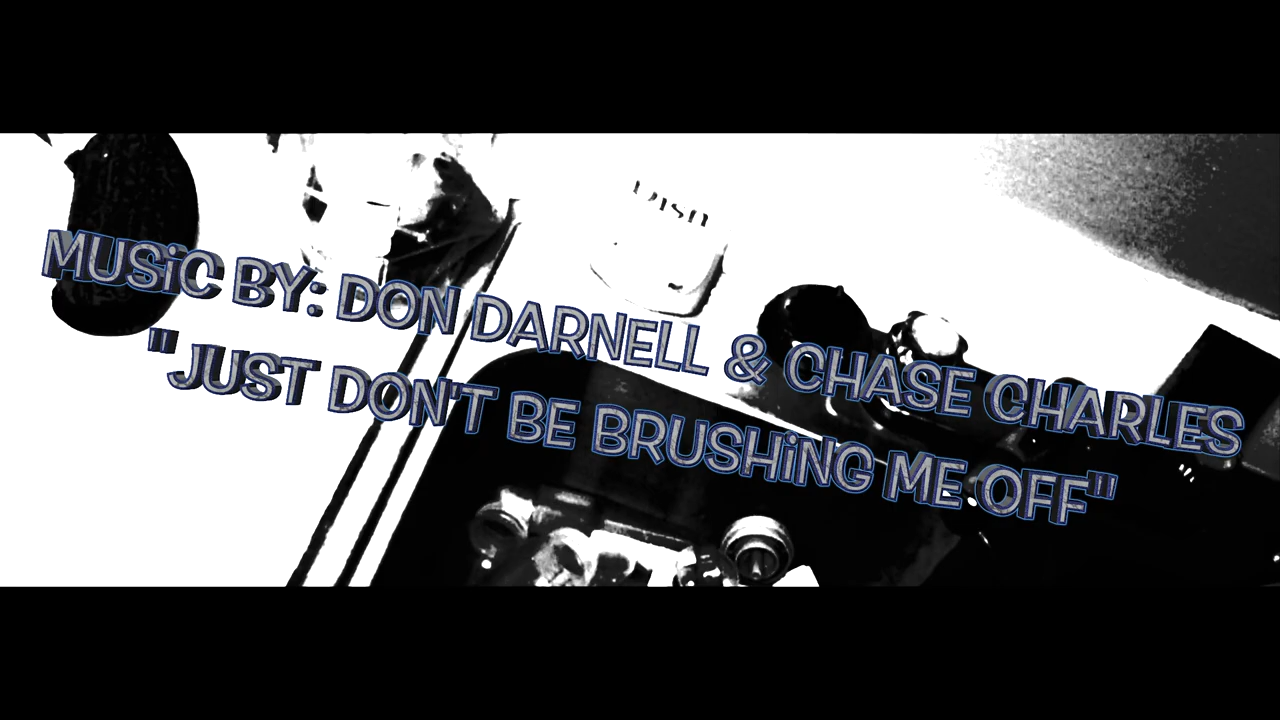 MUSiC BY: DON DARNELL & CHASE CHARLES
"JUST DON'T BE BRUSHiNG ME OFF"